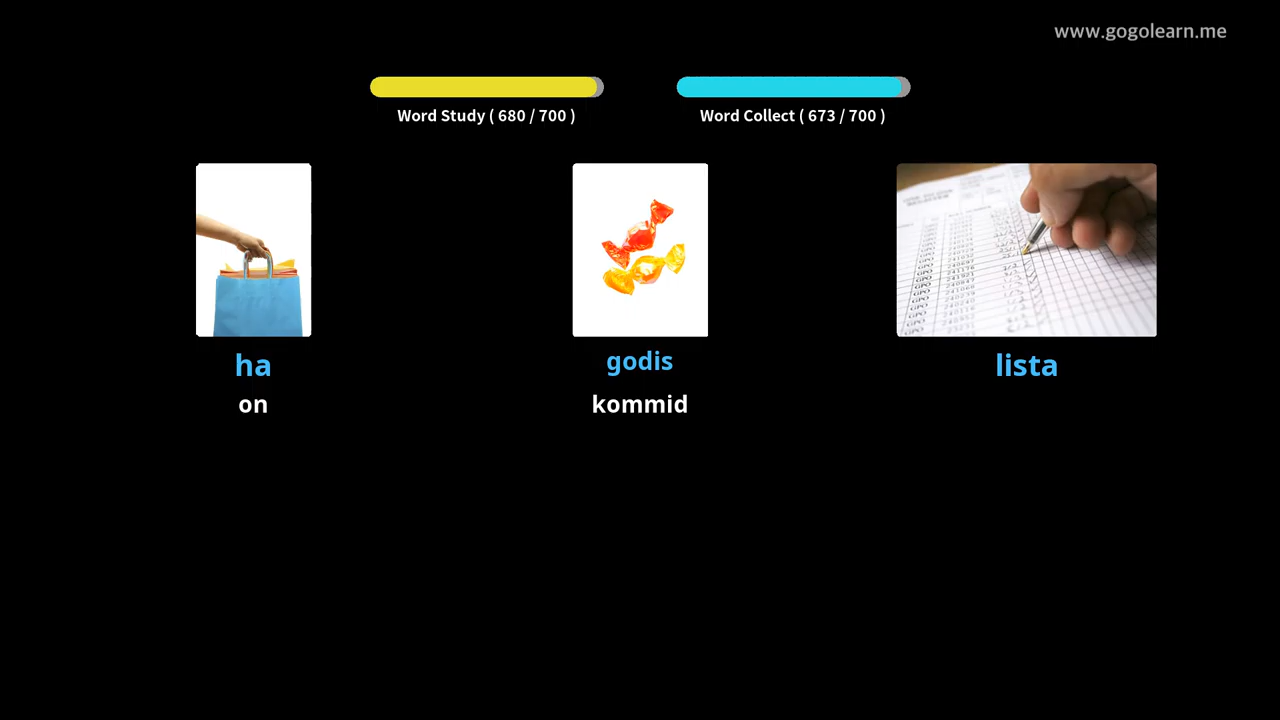 www.gogolearn.me
Word Study ( 680 / 700 )
Word Collect ( 673 / 700 )
ha
godis
lista
on
kommid